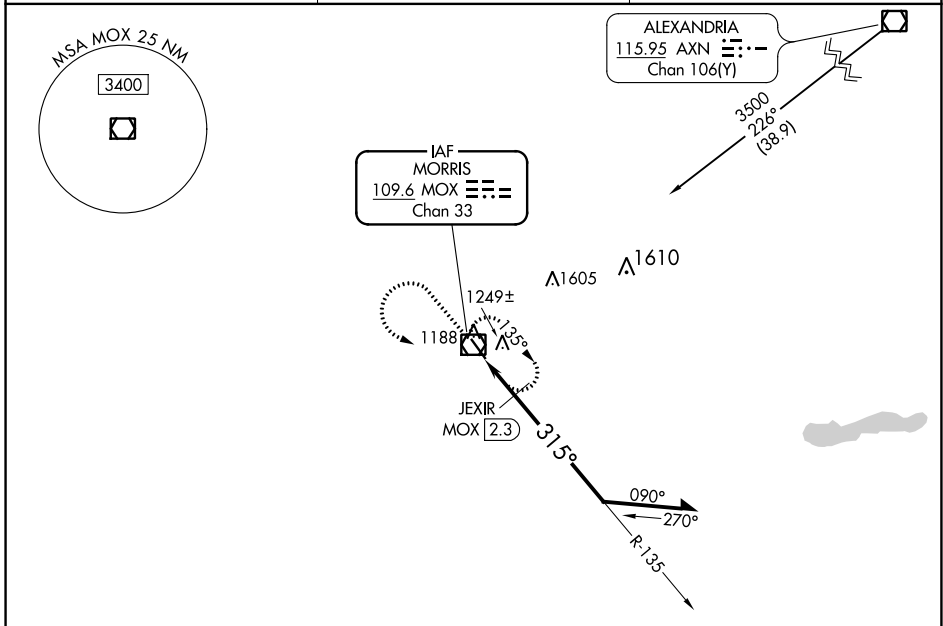 MSA MOX 25 NM
3400
ALEXANDRIA
115.95 AXN
Chan 106(Y)
3500
226°
(38.9)
IAF
MORRIS
109.6 MOX
Chan 33
1605
1610
1249±
1188
135°
JEXIR
MOX 2.3
315°
090°
270°
R-135